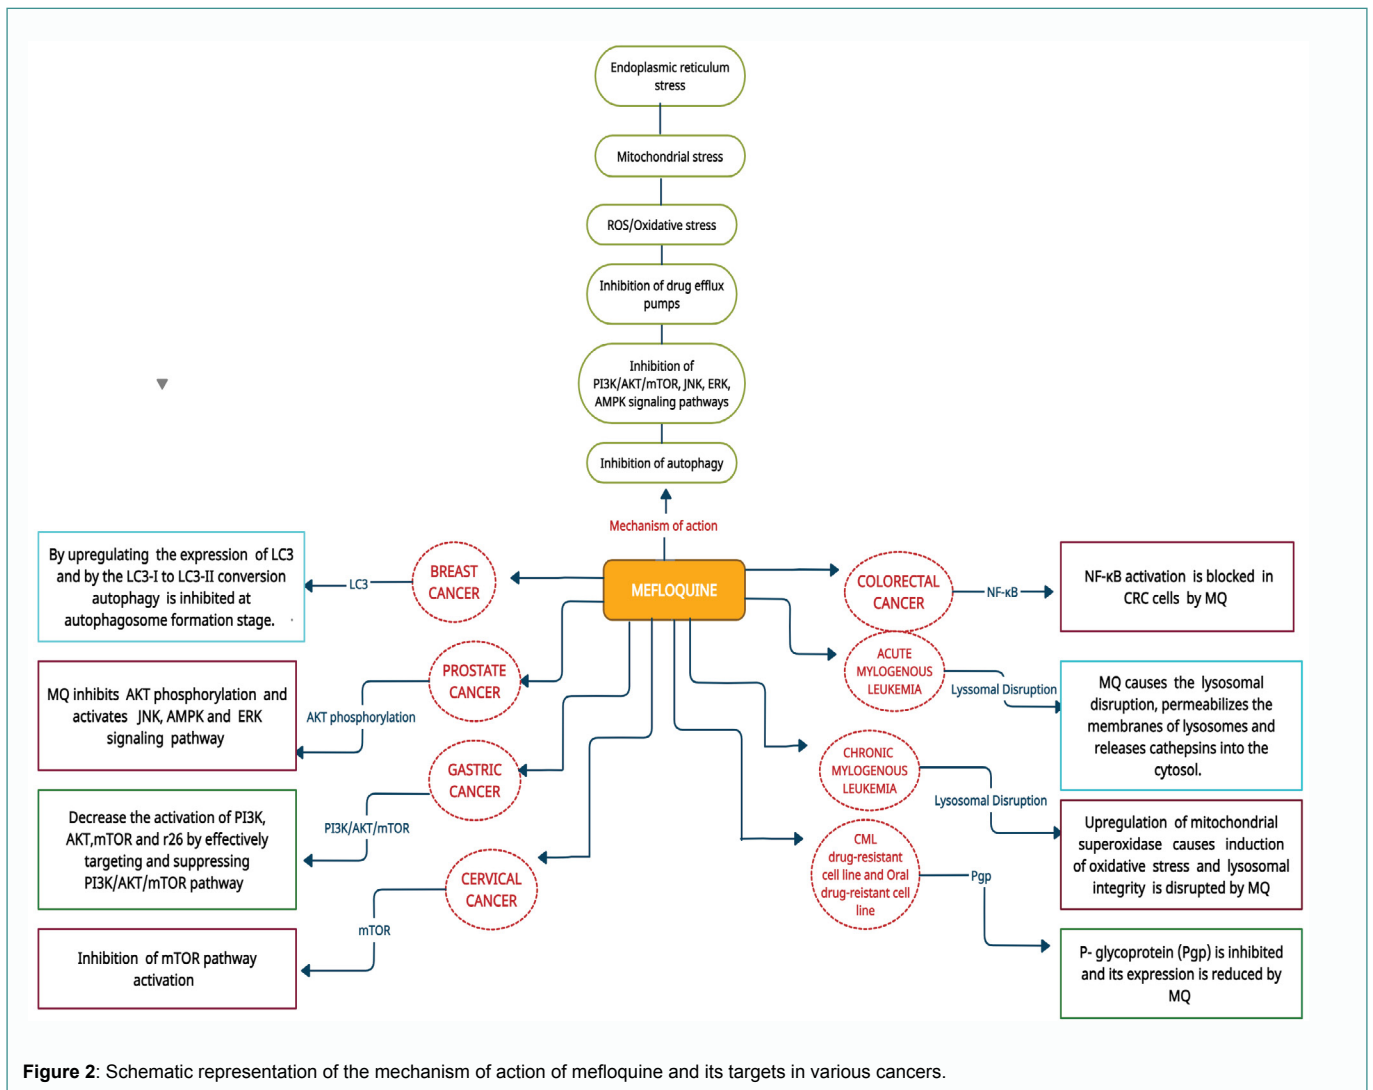 Endoplasmic reticulum
stress
Mitochondrial stress
ROS/Oxidative stress
Inhibition of drug efflux
pumps
Inhibition of
PI3K/AKT/mTOR, JNK, ERK,
AMPK signaling pathways
Inhibition of autophagy
Mechanism of action
MEFLOQUINE
BREAST
CANCER
LC3
By upregulating the expression of LC3
and by the LC3-I to LC3-II conversion
autophagy is inhibited at
autophagosome formation stage.
PROSTATE
CANCER
AKT phosphorylation
MQ inhibits AKT phosphorylation and
activates JNK, AMPK and ERK
signaling pathway
GASTRIC
CANCER
PI3K/AKT/mTOR
Decrease the activation of PI3K,
AKT,mTOR and r26 by effectively
targeting and suppressing
PI3K/AKT/mTOR pathway
CERVICAL
CANCER
mTOR
Inhibition of mTOR pathway
activation
COLORECTAL
CANCER
NF-κB
NF-κB activation is blocked in
CRC cells by MQ
ACUTE
MYLOGENOUS
LEUKEMIA
Lyssomal Disruption
MQ causes the lysosomal
disruption, permeabilizes the
membranes of lysosomes and
releases cathepsins into the
cytosol.
CHRONIC
MYLOGENOUS
LEUKEMIA
Lysosomal Disruption
Upregulation of mitochondrial
superoxidase causes induction
of oxidative stress and lysosomal
integrity is disrupted by MQ
CML
drug-resistant
cell line and Oral
drug-reistant cell
line
Pgp
P- glycoprotein (Pgp) is inhibited
and its expression is reduced by
MQ
Figure 2: Schematic representation of the mechanism of action of mefloquine and its targets in various cancers.